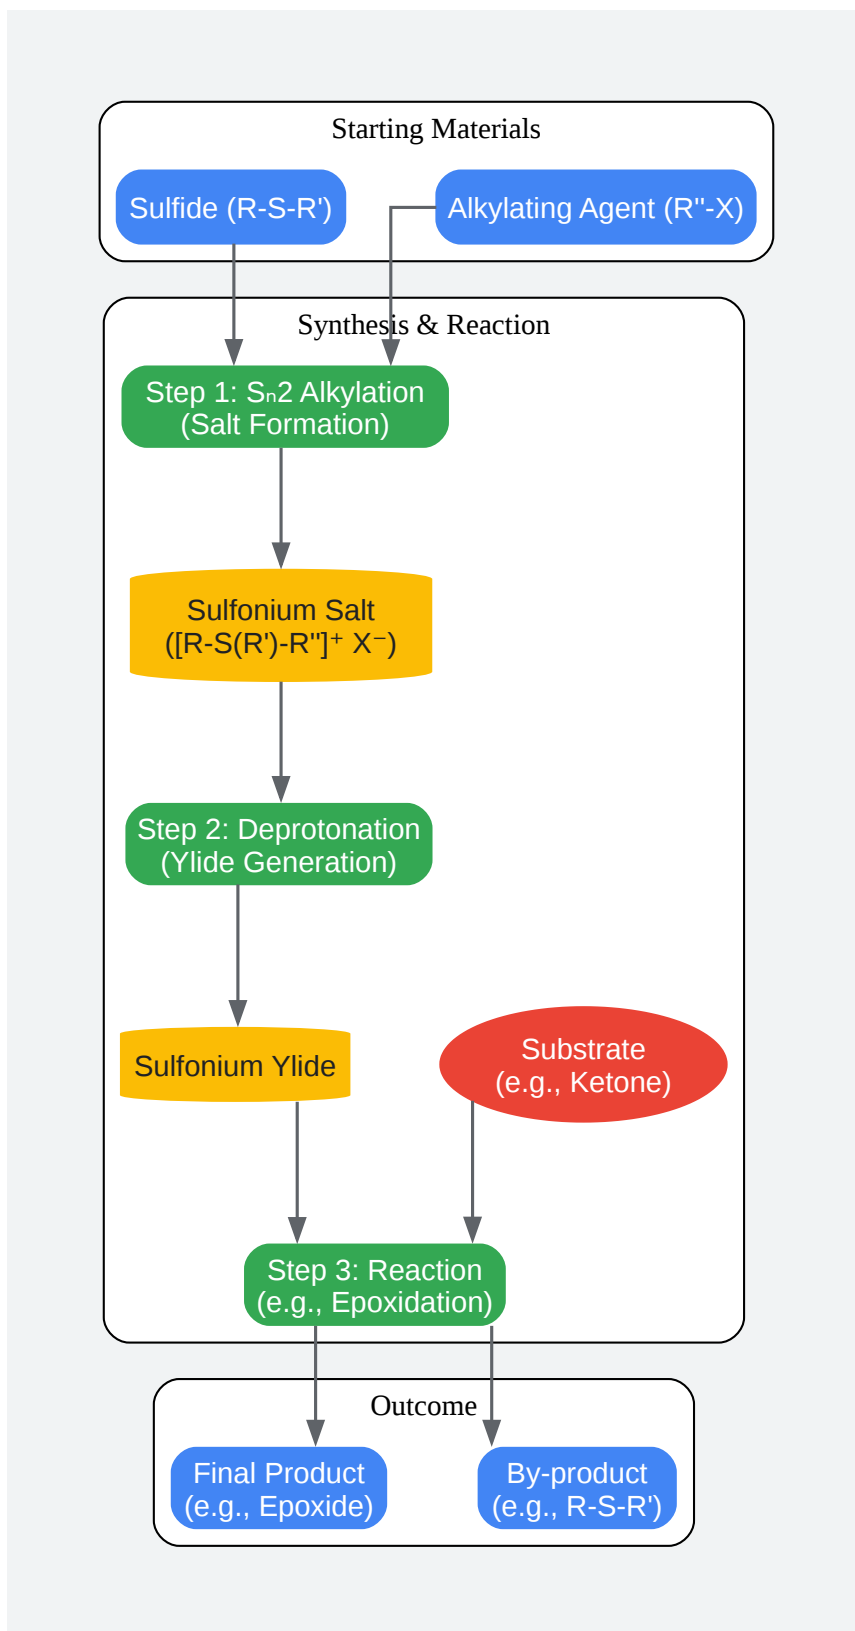 Starting Materials
Sulfide (R-S-R')
Alkylating Agent (R''-X)
Synthesis & Reaction
Step 1: Sₙ2 Alkylation
(Salt Formation)
Sulfonium Salt
([R-S(R')-R'']⁺ X⁻)
Step 2: Deprotonation
(Ylide Generation)
Sulfonium Ylide
Substrate
(e.g., Ketone)
Step 3: Reaction
(e.g., Epoxidation)
Outcome
Final Product
(e.g., Epoxide)
By-product
(e.g., R-S-R')